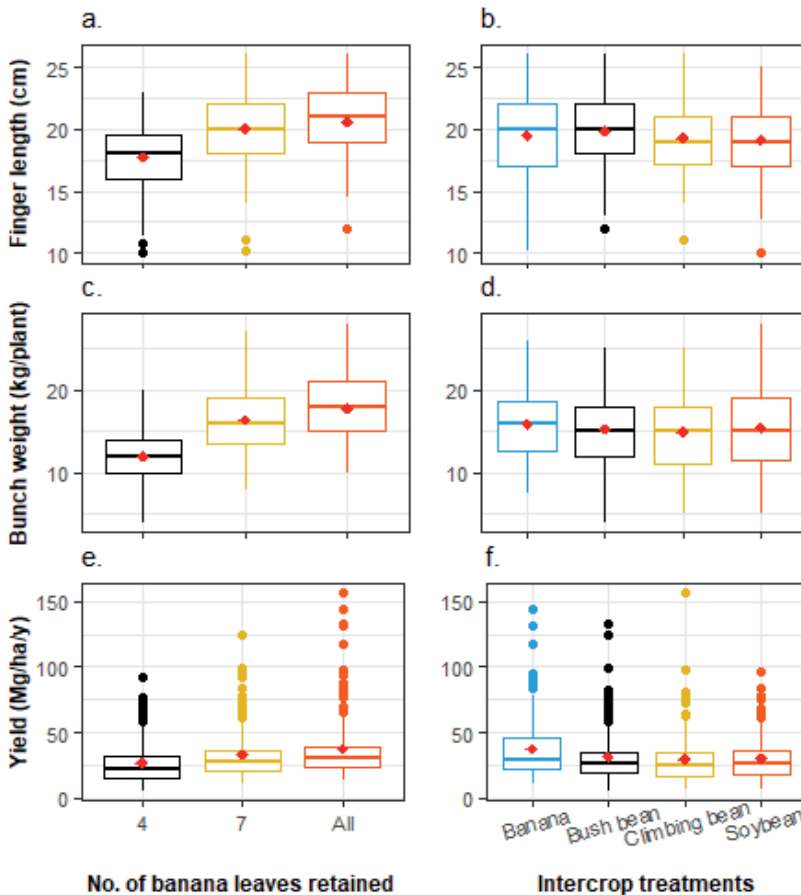 a.
b.
Finger length (cm)
25
20
15
10
25
20
15
10
c.
d.
Bunch weight (kg/plant)
20
10
20
10
e.
f.
Yield (Mg/ha/y)
150
100
50
0
150
100
50
0
4 7 All
Banana Bush bean Climbing bean Soybean
No. of banana leaves retained
Intercrop treatments